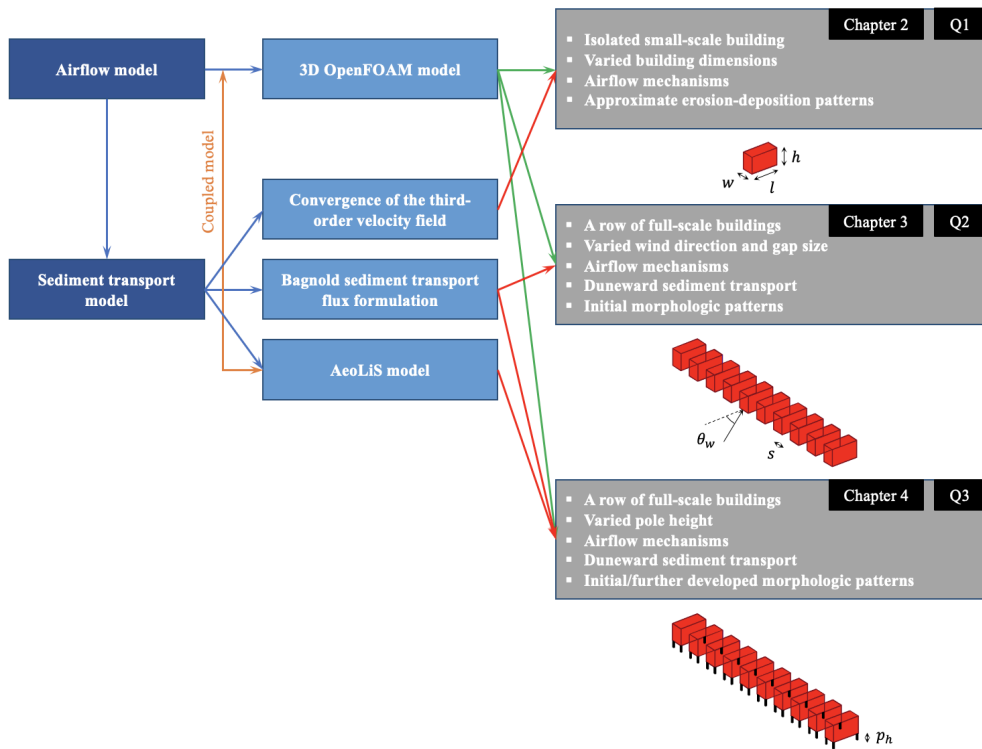 Airflow model
3D OpenFOAM model
Coupled model
Convergence of the third-
order velocity field
Sediment transport
model
Bagnold sediment transport
flux formulation
AeoLiS model
Chapter 2
Q1
▪ Isolated small-scale building
▪ Varied building dimensions
▪ Airflow mechanisms
▪ Approximate erosion-deposition patterns
w
l
h
Chapter 3
Q2
▪ A row of full-scale buildings
▪ Varied wind direction and gap size
▪ Airflow mechanisms
▪ Duneward sediment transport
▪ Initial morphologic patterns
θw
s
Chapter 4
Q3
▪ A row of full-scale buildings
▪ Varied pole height
▪ Airflow mechanisms
▪ Duneward sediment transport
▪ Initial/further developed morphologic patterns
ph